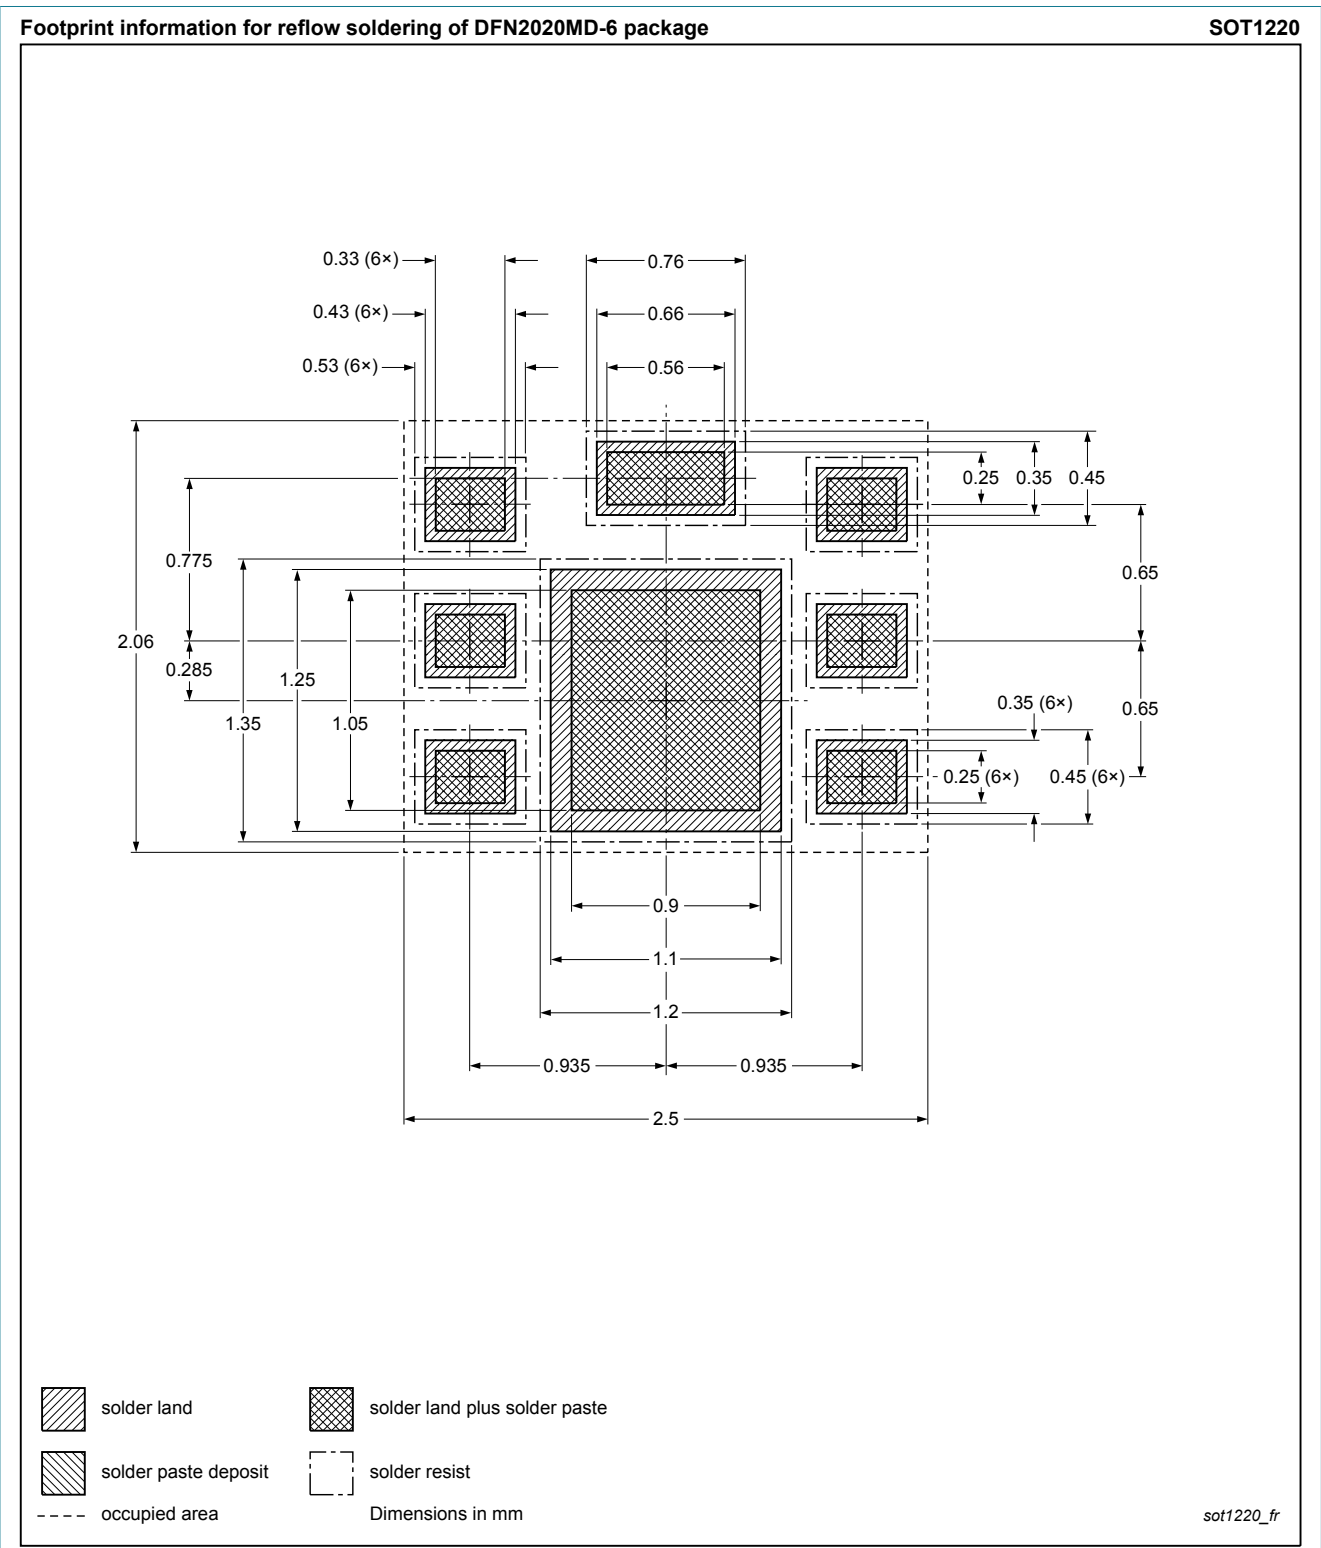 Footprint information for reflow soldering of DFN2020MD-6 package SOT1220
0.33 (6×) 0.76
0.43 (6×) 0.66
0.53 (6×) 0.56
0.25 0.35 0.45
0.775
0.65
2.06
0.285
1.25
0.35 (6×)
0.65
1.35 1.05
0.25 (6×) 0.45 (6×)
0.9
1.1
1.2
0.935 0.935
2.5
solder land solder land plus solder paste
solder paste deposit solder resist
occupied area Dimensions in mm
sot1220_fr